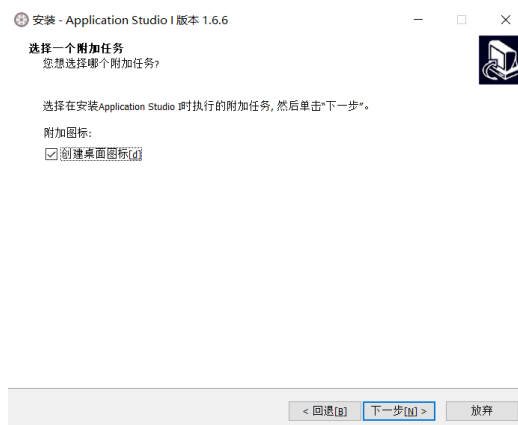 安装 - Application Studio I 版本 1.6.6
选择一个附加任务
您想选择哪个附加任务?
选择在安装Application Studio I时执行的附加任务, 然后单击“下一步”。
附加图标:
创建桌面图标[d]
< 回退[B]
下一步[N] >
放弃